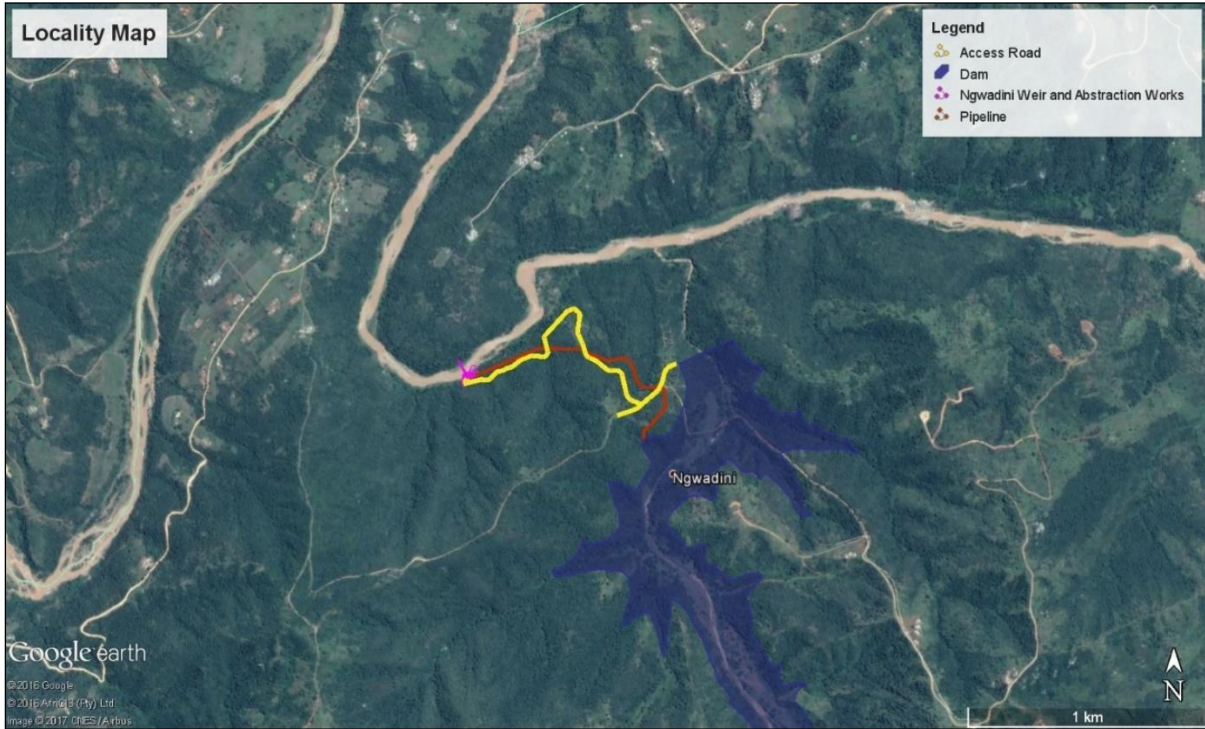 Locality Map
Legend
Access Road
Dam
Ngwadini Weir and Abstraction Works
Pipeline
Ngwadini
Google earth
© 2016 Google
© 2016 AfriGIS (Pty) Ltd
Image © 2017 CNES / Airbus
N
1 km